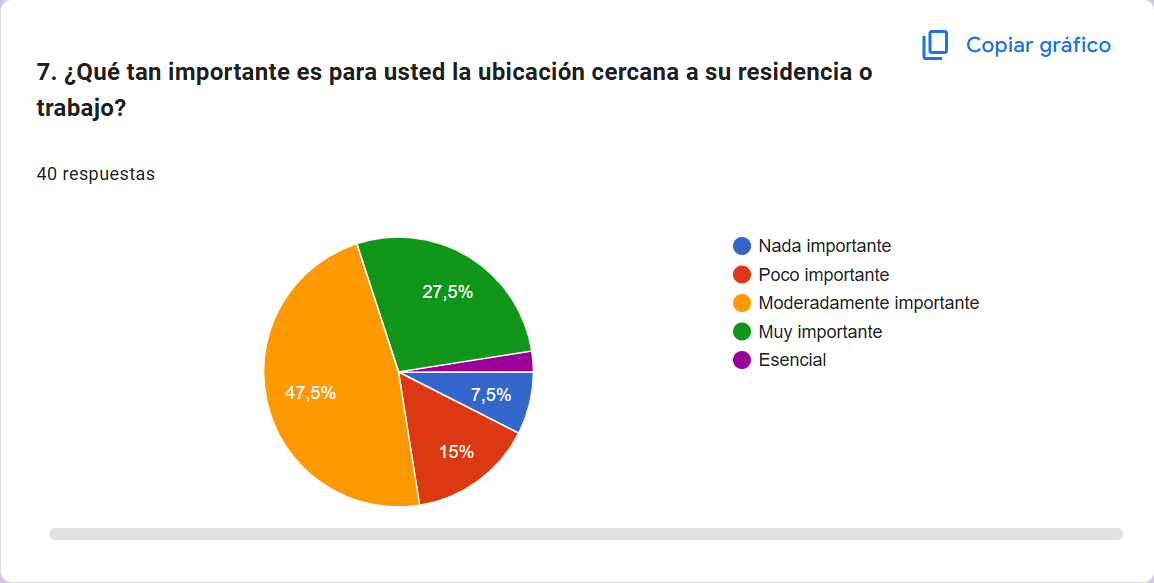 Copiar gráfico
7. ¿Qué tan importante es para usted la ubicación cercana a su residencia o
trabajo?
40 respuestas
27,5%
47,5%
7,5%
15%
Nada importante
Poco importante
Moderadamente importante
Muy importante
Esencial